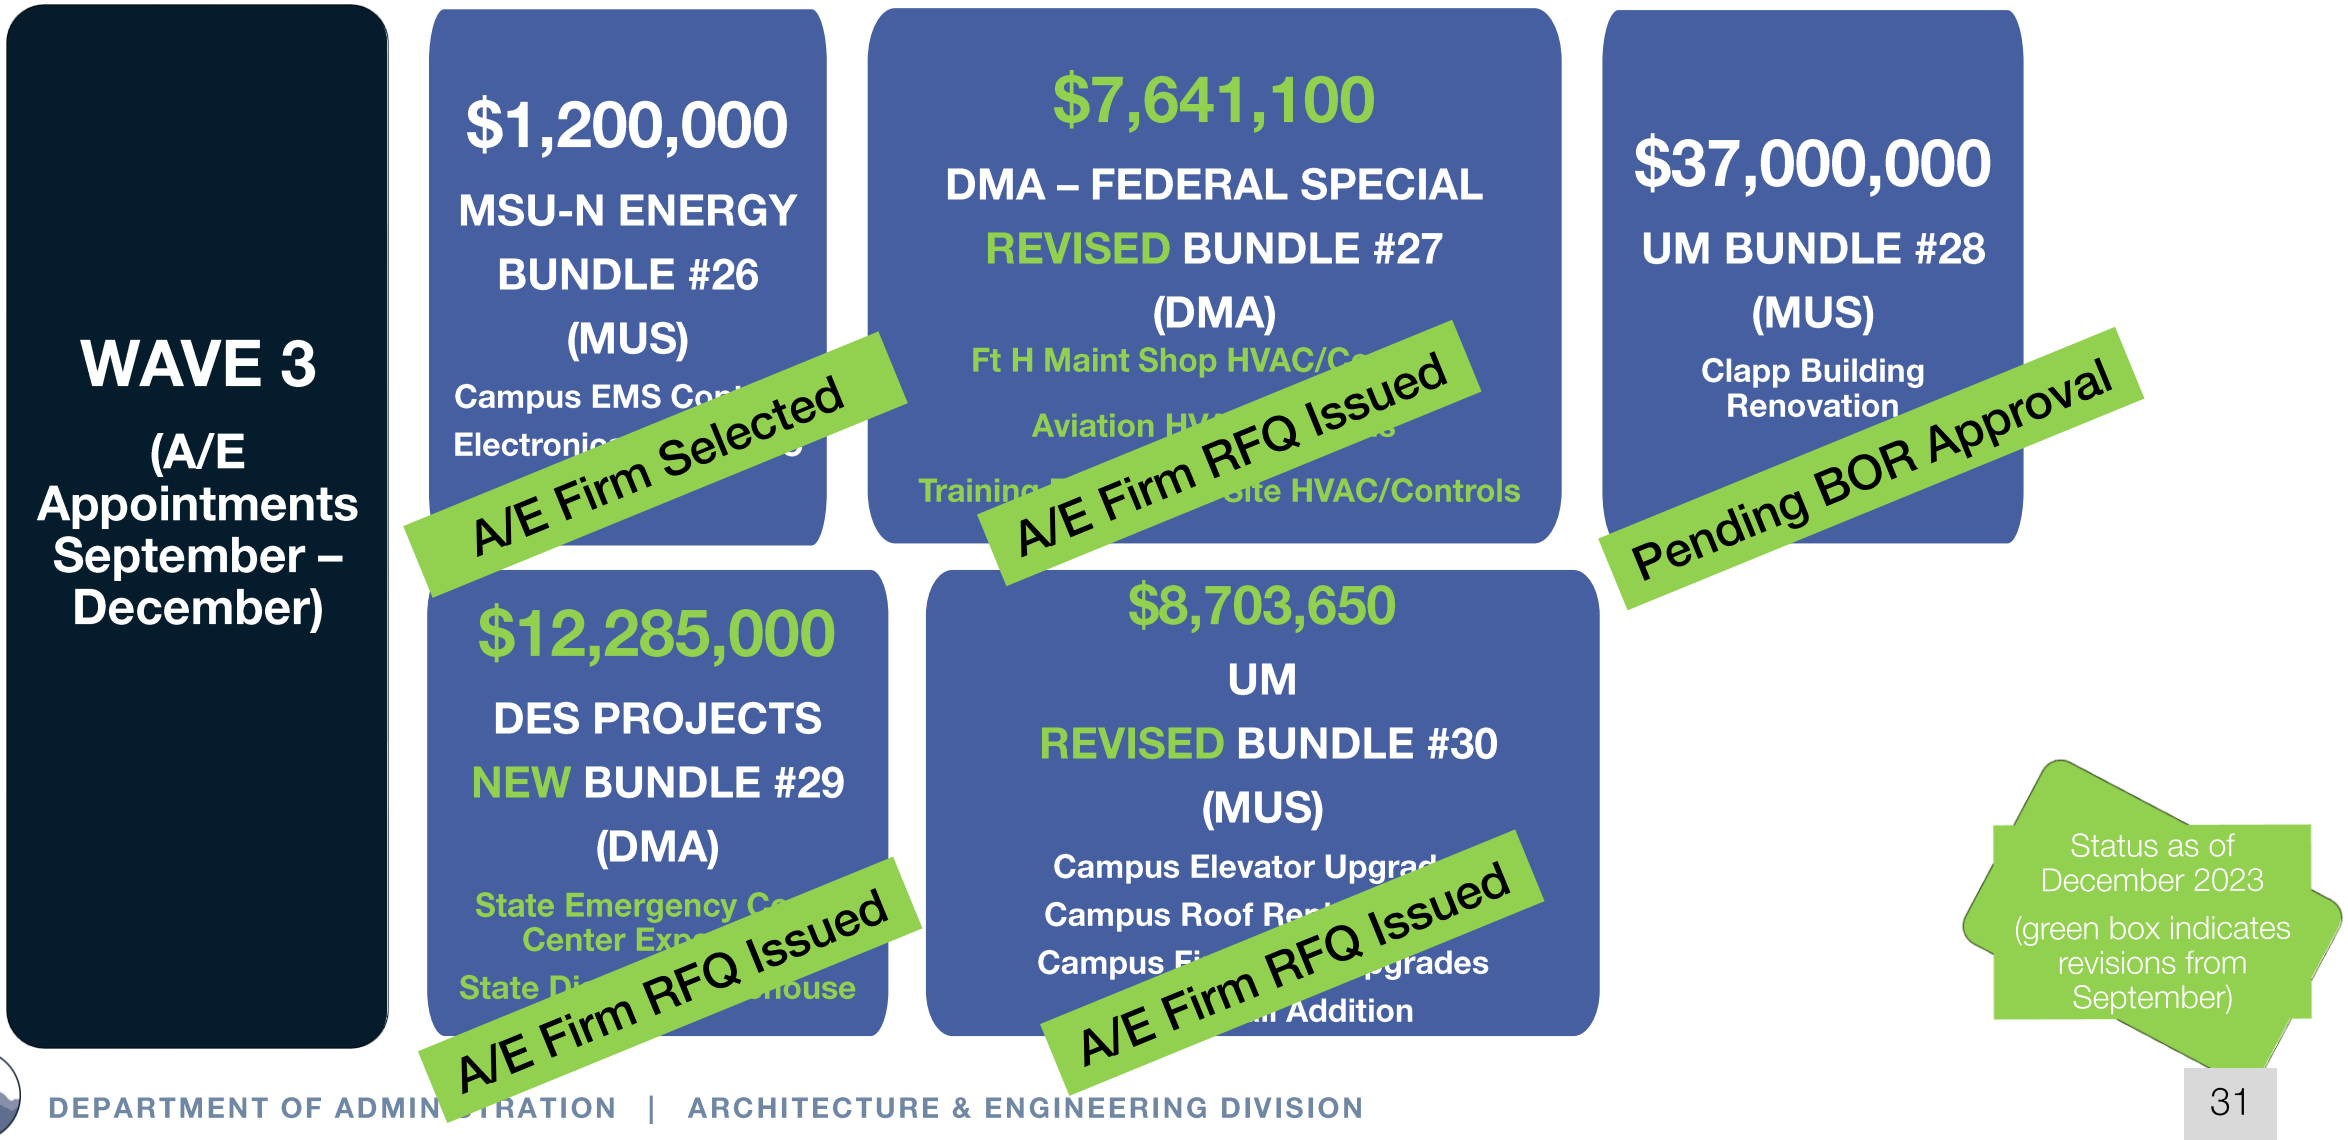 WAVE 3
(A/E
Appointments
September –
December)
$1,200,000
MSU-N ENERGY
BUNDLE #26
(MUS)
Campus EMS
A/E Firm Selected
$7,641,100
DMA – FEDERAL SPECIAL
REVISED BUNDLE #27
(DMA)
Ft H Maint Shop
Aviation
Training HVAC/Controls
A/E Firm RFQ Issued
$37,000,000
UM BUNDLE #28
(MUS)
Clapp Building
Renovation
Pending BOR Approval
$12,285,000
DES PROJECTS
NEW BUNDLE #29
(DMA)
State Emergency
Center
State
A/E Firm RFQ Issued
$8,703,650
UM
REVISED BUNDLE #30
(MUS)
Campus Elevator
Campus Roof
Campus
Addition
A/E Firm RFQ Issued
Status as of
December 2023
(green box indicates
revisions from
September)
DEPARTMENT OF ADMINISTRATION | ARCHITECTURE & ENGINEERING DIVISION
31